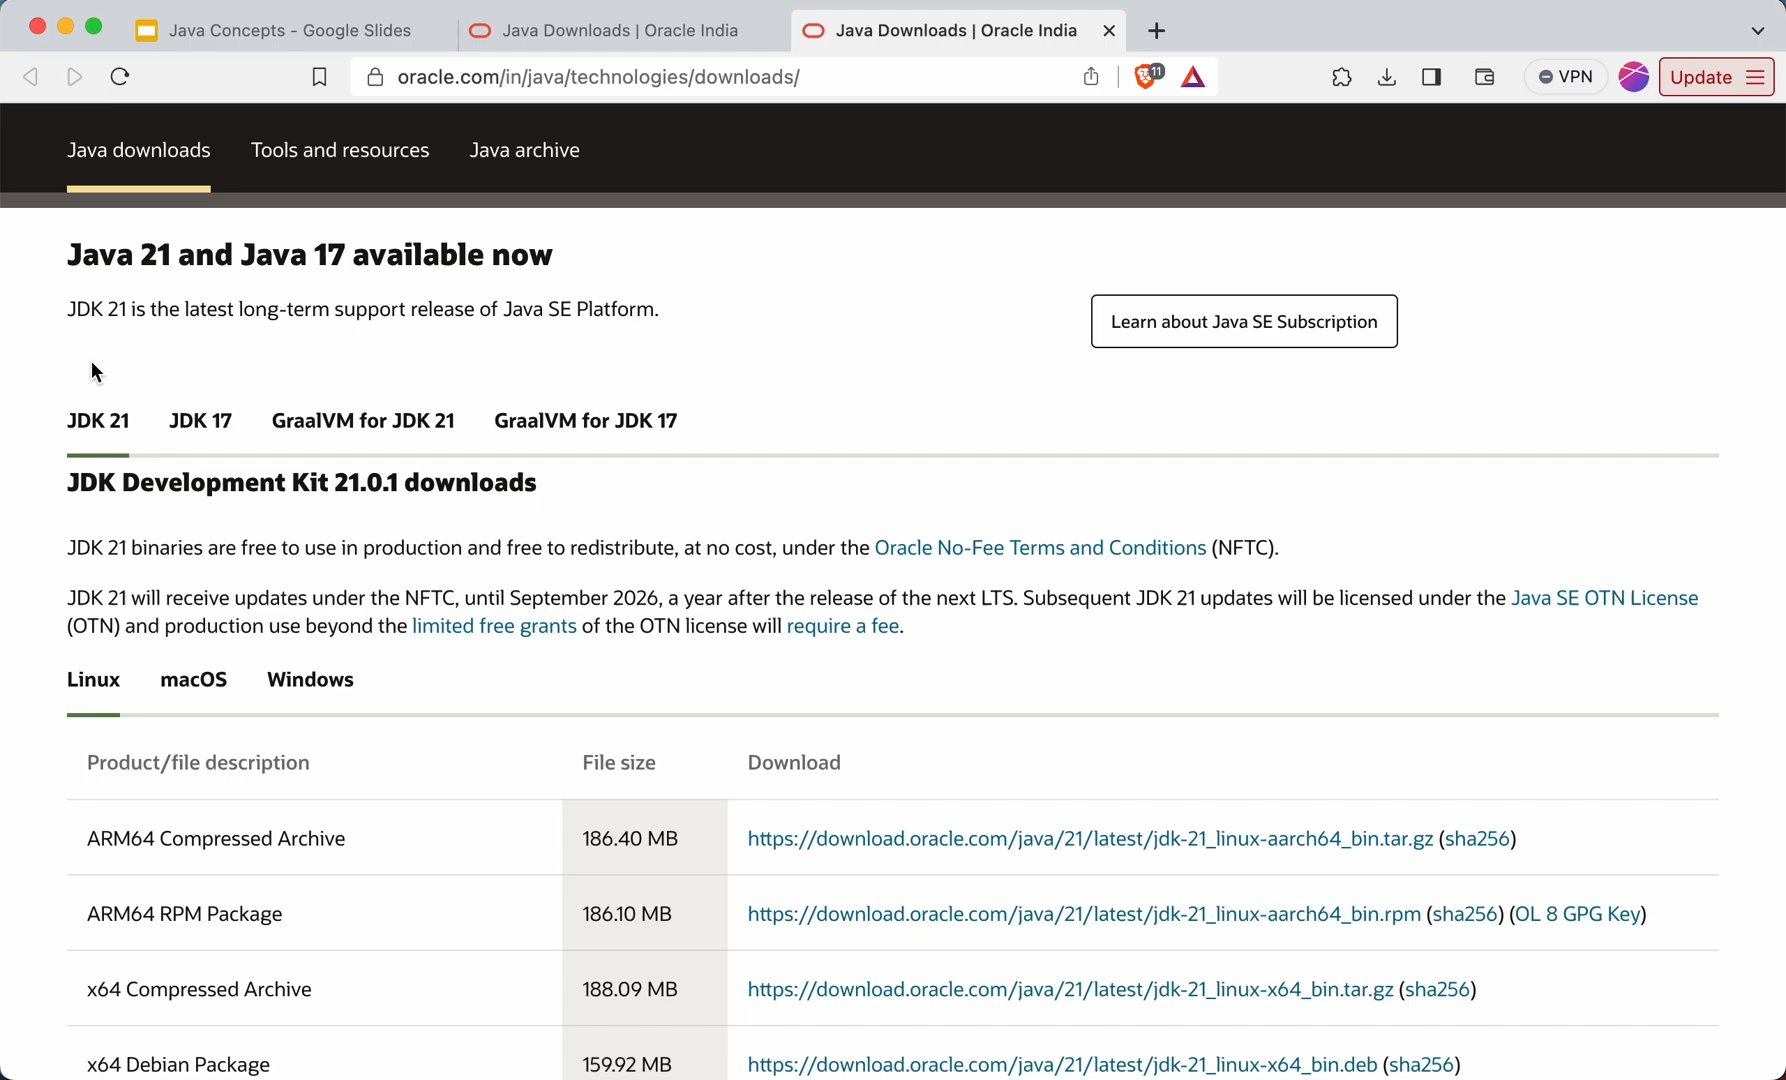 Java Concepts - Google Slides
Java Downloads | Oracle India
Java Downloads | Oracle India
oracle.com/in/java/technologies/downloads/
11
VPN
Update
Java downloads
Tools and resources
Java archive
Java 21 and Java 17 available now
JDK 21 is the latest long-term support release of Java SE Platform.
Learn about Java SE Subscription
JDK 21
JDK 17
GraalVM for JDK 21
GraalVM for JDK 17
JDK Development Kit 21.0.1 downloads
JDK 21 binaries are free to use in production and free to redistribute, at no cost, under the Oracle No-Fee Terms and Conditions (NFTC).
JDK 21 will receive updates under the NFTC, until September 2026, a year after the release of the next LTS. Subsequent JDK 21 updates will be licensed under the Java SE OTN License
(OTN) and production use beyond the limited free grants of the OTN license will require a fee.
Linux
macOS
Windows
Product/file description
File size
Download
ARM64 Compressed Archive
186.40 MB
https://download.oracle.com/java/21/latest/jdk-21_linux-aarch64_bin.tar.gz (sha256)
ARM64 RPM Package
186.10 MB
https://download.oracle.com/java/21/latest/jdk-21_linux-aarch64_bin.rpm (sha256) (OL 8 GPG Key)
x64 Compressed Archive
188.09 MB
https://download.oracle.com/java/21/latest/jdk-21_linux-x64_bin.tar.gz (sha256)
x64 Debian Package
159.92 MB
https://download.oracle.com/java/21/latest/jdk-21_linux-x64_bin.deb (sha256)